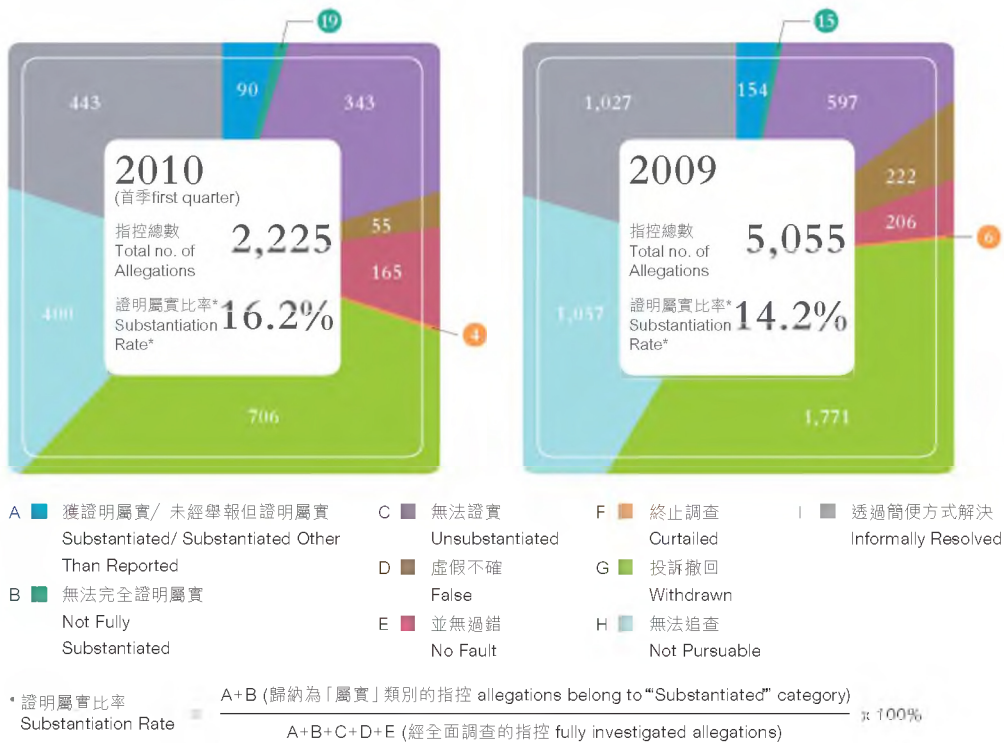 19
443
90
343
2010
(首季first quarter)
指控總數
Total no. of
Allegations
2,225
證明屬實比率*
Substantiation
Rate*
16.2%
55
165
4
400
706
15
1,027
154
597
2009
指控總數
Total no. of
Allegations
5,055
證明屬實比率*
Substantiation
Rate*
14.2%
222
206
6
1,057
1,771
A 獲證明屬實/ 未經舉報但證明屬實
Substantiated/ Substantiated Other
Than Reported
B 無法完全證明屬實
Not Fully
Substantiated
C 無法證實
Unsubstantiated
D 虛假不確
False
E 並無過錯
No Fault
F 終止調查
Curtailed
G 投訴撤回
Withdrawn
H 無法追查
Not Pursuable
I 透過簡便方式解決
Informally Resolved
* 證明屬實比率
Substantiation Rate
=
A+B (歸納為「屬實」類別的指控 allegations belong to "“Substantiated”" category)
A+B+C+D+E (經全面調查的指控 fully investigated allegations)
x 100%